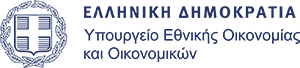 ΕΛΛΗΝΙΚΗ ΔΗΜΟΚΡΑΤΙΑ
Υπουργείο Εθνικής Οικονομίας
και Οικονομικών